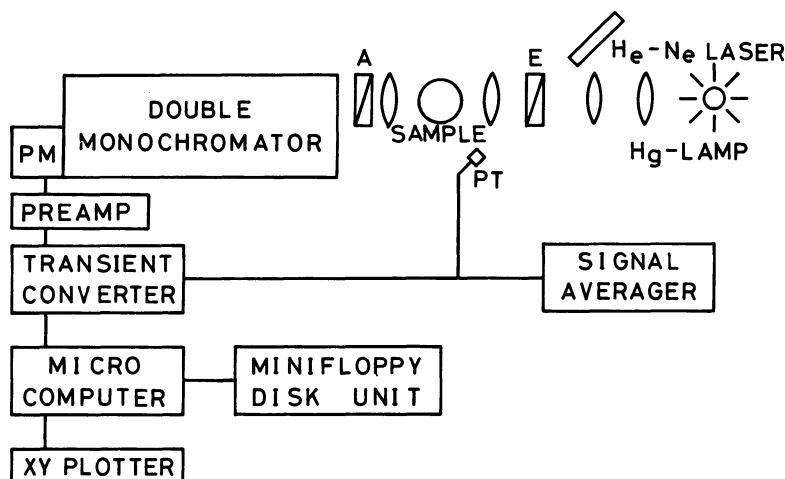 He-Ne LASER
A
E
DOUBLE
MONOCHROMATOR
SAMPLE
Hg-LAMP
PM
PT
PREAMP
TRANSIENT
CONVERTER
SIGNAL
AVERAGER
MICRO
COMPUTER
MINIFLOPPY
DISK UNIT
XY PLOTTER